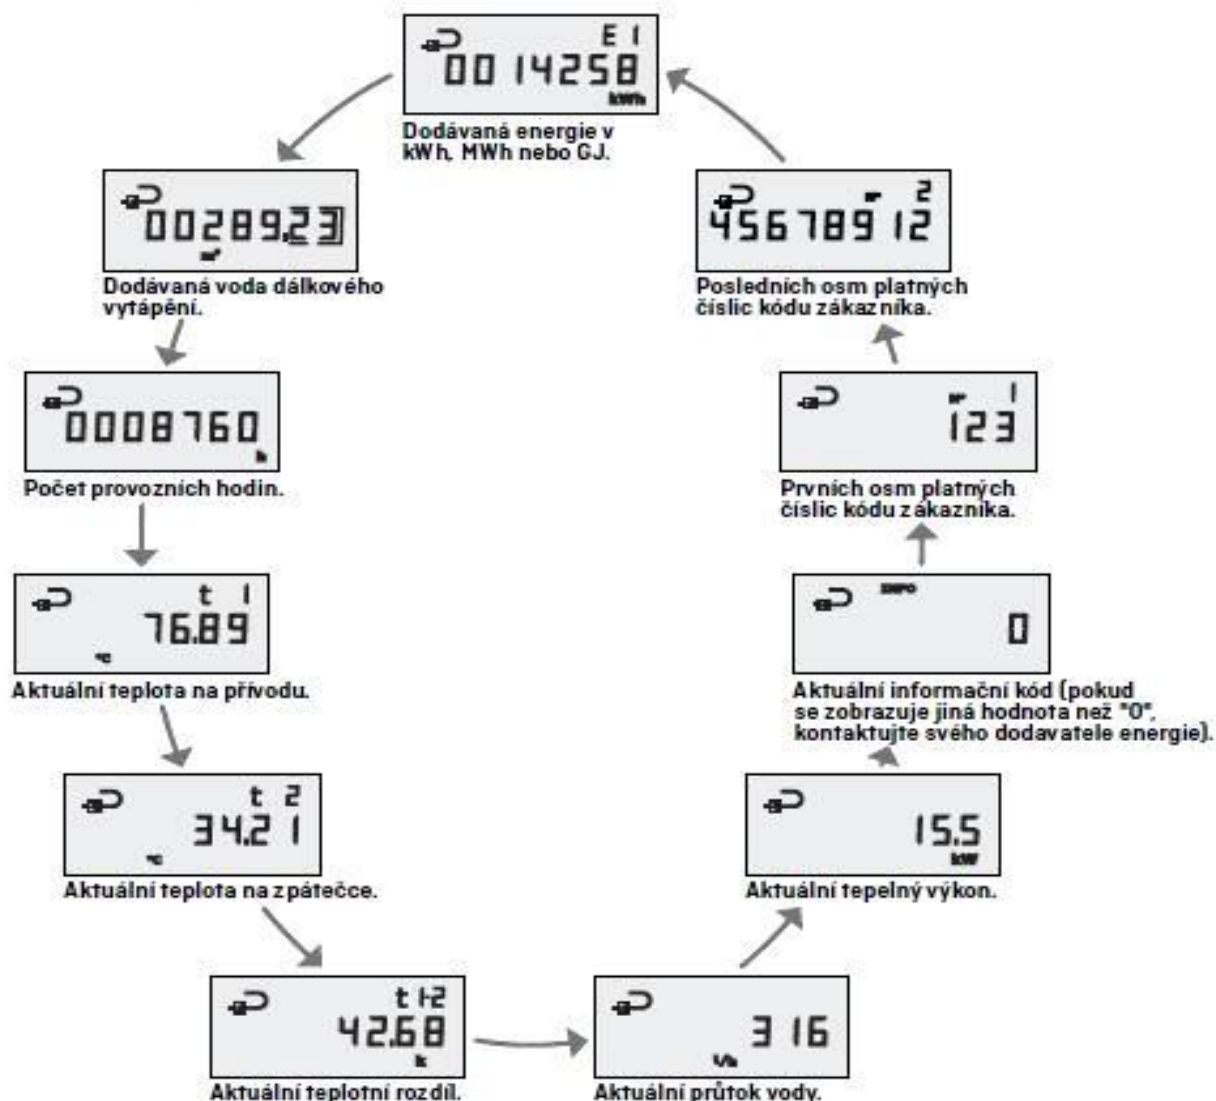 E 1
0014258
kWh
Dodávaná energie v
kWh, MWh nebo GJ.
00289,23
m³
Dodávaná voda dálkového
vytápění.
0008760
h
Počet provozních hodin.
t 1
76.89
°C
Aktuální teplota na přívodu.
t 2
34.21
°C
Aktuální teplota na zpátečce.
t 1-2
42.68
k
Aktuální teplotní rozdíl.
316
l/h
Aktuální průtok vody.
15.5
kW
Aktuální tepelný výkon.
INFO
0
Aktuální informační kód (pokud
se zobrazuje jiná hodnota než "0",
kontaktujte svého dodavatele energie).
1
123
Prvních osm platných
číslic kódu zákazníka.
2
45678912
Posledních osm platných
číslic kódu zákazníka.